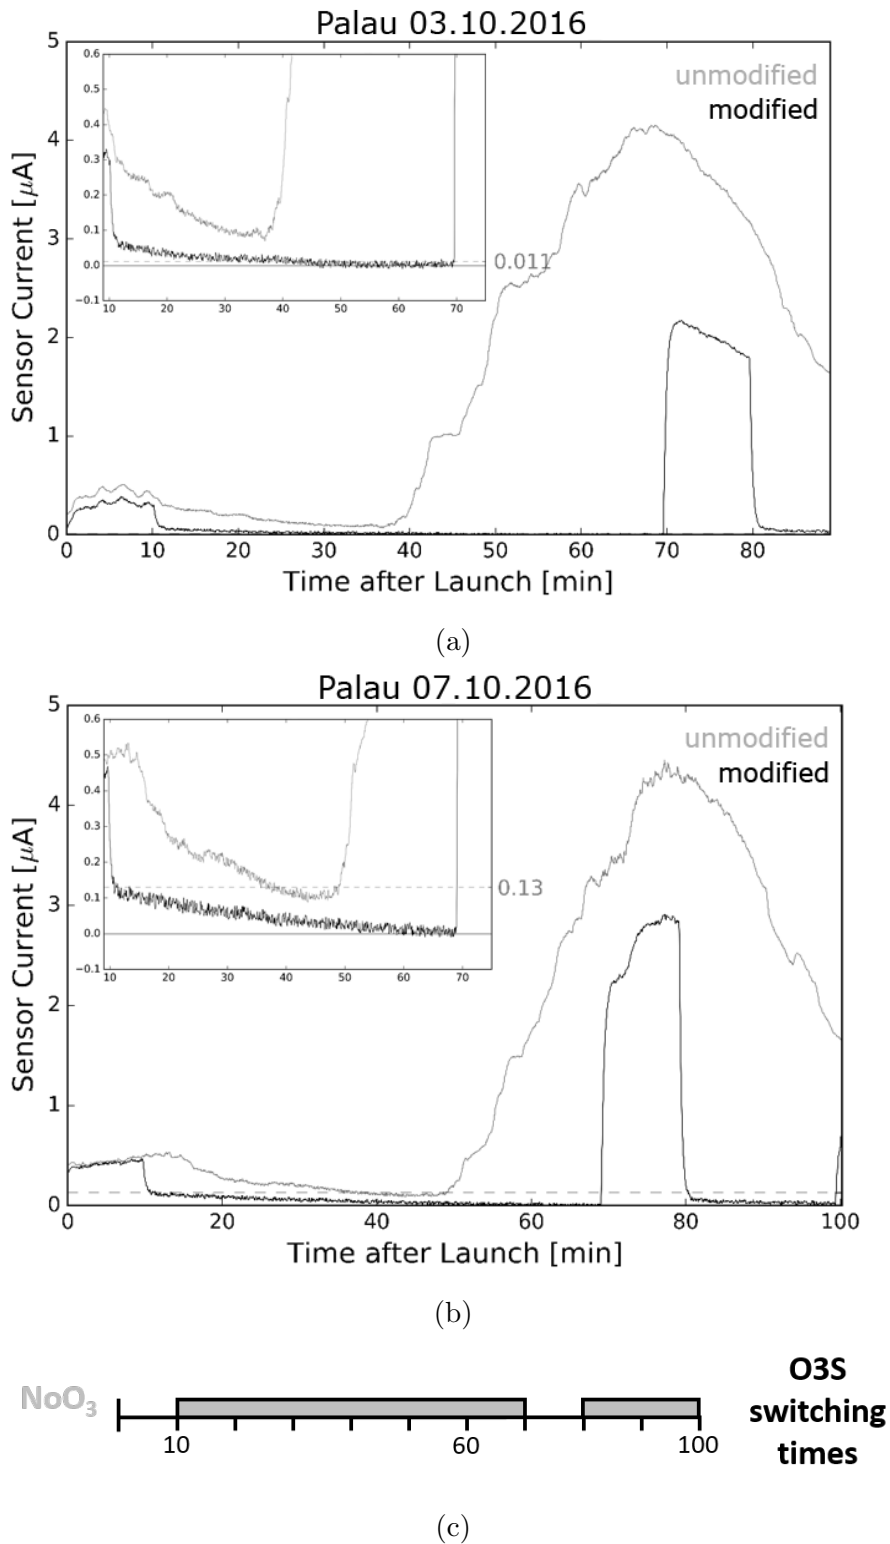 Palau 03.10.2016
5
4
3
2
1
0
Sensor Current [μA]
unmodified
modified
0.6
0.5
0.4
0.3
0.2
0.1
0.0
−0.1
0.011
10 20 30 40 50 60 70
0 10 20 30 40 50 60 70 80
Time after Launch [min]
(a)
Palau 07.10.2016
5
4
3
2
1
0
Sensor Current [μA]
unmodified
modified
0.6
0.5
0.4
0.3
0.2
0.1
0.0
−0.1
0.13
10 20 30 40 50 60 70
0 20 40 60 80 100
Time after Launch [min]
(b)
NoO₃
10 60 100
O3S
switching
times
(c)